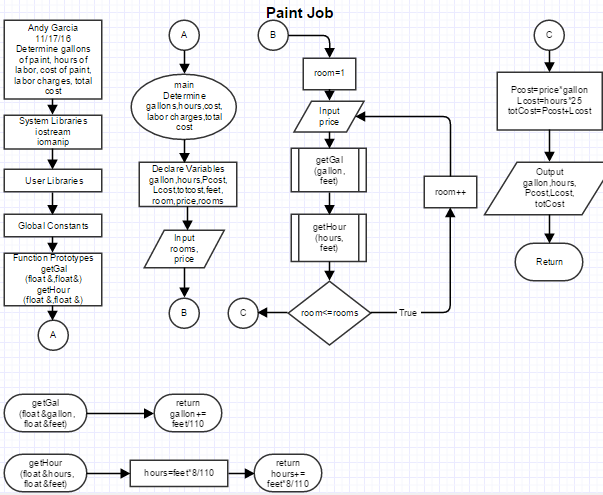 Paint Job
Andy Garcia
11/17/16
Determine gallons
of paint, hours of
labor, cost of paint,
labor charges, total
cost
System Libraries
iostream
iomanip
User Libraries
Global Constants
Function Prototypes
getGal
(float &,float&)
getHour
(float &,float &)
A
A
main
Determine
gallons,hours,cost,
labor charges,total
cost
Declare Variables
gallon,hours,Pcost,
Lcost,totcost,feet,
room,price,rooms
Input
rooms,
price
B
B
room=1
Input
price
getGal
(gallon,
feet)
getHour
(hours,
feet)
room<=rooms
True
room++
C
C
Pcost=price*gallon
Lcost=hours*25
totCost=Pcost+Lcost
Output
gallon,hours,
Pcost,Lcost,
totCost
Return
getGal
(float &gallon,
float &feet)
return
gallon+=
feet/110
getHour
(float &hours,
float &feet)
hours=feet*8/110
return
hours+=
feet*8/110